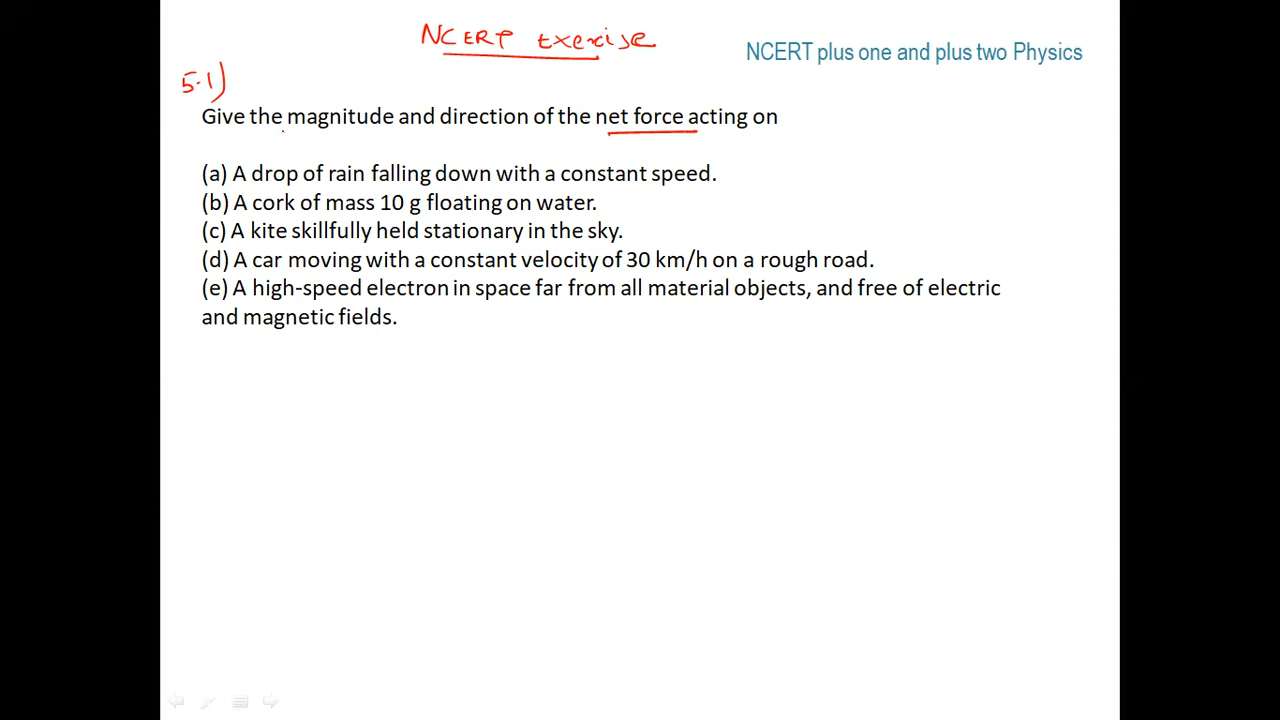 NCERT Exercise
NCERT plus one and plus two Physics
5.1)
Give the magnitude and direction of the net force acting on
(a) A drop of rain falling down with a constant speed.
(b) A cork of mass 10 g floating on water.
(c) A kite skillfully held stationary in the sky.
(d) A car moving with a constant velocity of 30 km/h on a rough road.
(e) A high-speed electron in space far from all material objects, and free of electric
and magnetic fields.